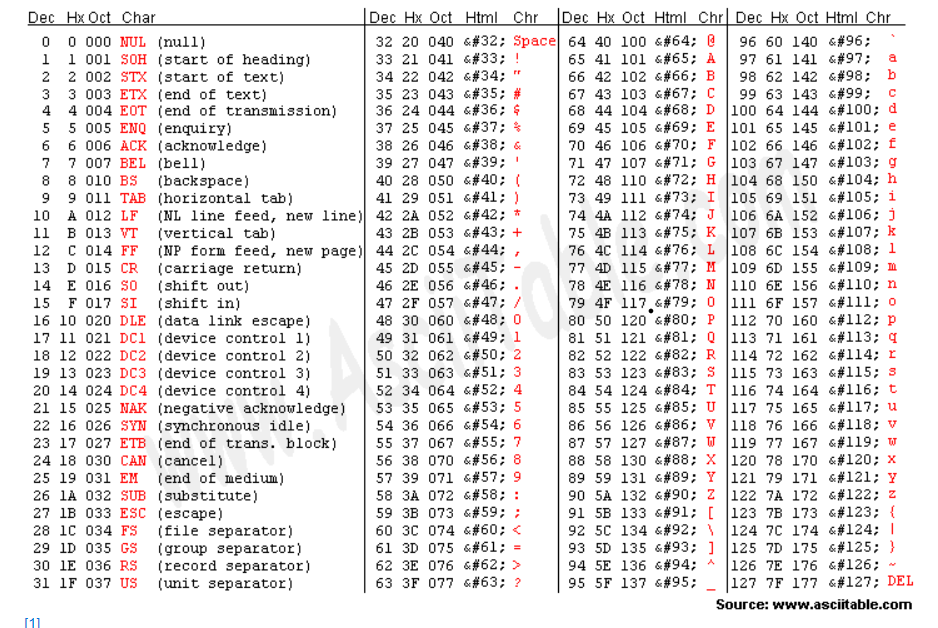 Dec Hx Oct Char Dec Hx Oct Html Chr Dec Hx Oct Html Chr Dec Hx Oct Html Chr
0 0 000 NUL (null) 32 20 040 &#32; Space 64 40 100 &#64; @ 96 60 140 &#96; `
1 1 001 SOH (start of heading) 33 21 041 &#33; ! 65 41 101 &#65; A 97 61 141 &#97; a
2 2 002 STX (start of text) 34 22 042 &#34; " 66 42 102 &#66; B 98 62 142 &#98; b
3 3 003 ETX (end of text) 35 23 043 &#35; # 67 43 103 &#67; C 99 63 143 &#99; c
4 4 004 EOT (end of transmission) 36 24 044 &#36; $ 68 44 104 &#68; D 100 64 144 &#100; d
5 5 005 ENQ (enquiry) 37 25 045 &#37; % 69 45 105 &#69; E 101 65 145 &#101; e
6 6 006 ACK (acknowledge) 38 26 046 &#38; & 70 46 106 &#70; F 102 66 146 &#102; f
7 7 007 BEL (bell) 39 27 047 &#39; ' 71 47 107 &#71; G 103 67 147 &#103; g
8 8 010 BS (backspace) 40 28 050 &#40; ( 72 48 110 &#72; H 104 68 150 &#104; h
9 9 011 TAB (horizontal tab) 41 29 051 &#41; ) 73 49 111 &#73; I 105 69 151 &#105; i
10 A 012 LF (NL line feed, new line) 42 2A 052 &#42; * 74 4A 112 &#74; J 106 6A 152 &#106; j
11 B 013 VT (vertical tab) 43 2B 053 &#43; + 75 4B 113 &#75; K 107 6B 153 &#107; k
12 C 014 FF (NP form feed, new page) 44 2C 054 &#44; , 76 4C 114 &#76; L 108 6C 154 &#108; l
13 D 015 CR (carriage return) 45 2D 055 &#45; - 77 4D 115 &#77; M 109 6D 155 &#109; m
14 E 016 SO (shift out) 46 2E 056 &#46; . 78 4E 116 &#78; N 110 6E 156 &#110; n
15 F 017 SI (shift in) 47 2F 057 &#47; / 79 4F 117 &#79; O 111 6F 157 &#111; o
16 10 020 DLE (data link escape) 48 30 060 &#48; 0 80 50 120 &#80; P 112 70 160 &#112; p
17 11 021 DC1 (device control 1) 49 31 061 &#49; 1 81 51 121 &#81; Q 113 71 161 &#113; q
18 12 022 DC2 (device control 2) 50 32 062 &#50; 2 82 52 122 &#82; R 114 72 162 &#114; r
19 13 023 DC3 (device control 3) 51 33 063 &#51; 3 83 53 123 &#83; S 115 73 163 &#115; s
20 14 024 DC4 (device control 4) 52 34 064 &#52; 4 84 54 124 &#84; T 116 74 164 &#116; t
21 15 025 NAK (negative acknowledge) 53 35 065 &#53; 5 85 55 125 &#85; U 117 75 165 &#117; u
22 16 026 SYN (synchronous idle) 54 36 066 &#54; 6 86 56 126 &#86; V 118 76 166 &#118; v
23 17 027 ETB (end of trans. block) 55 37 067 &#55; 7 87 57 127 &#87; W 119 77 167 &#119; w
24 18 030 CAN (cancel) 56 38 070 &#56; 8 88 58 130 &#88; X 120 78 170 &#120; x
25 19 031 EM (end of medium) 57 39 071 &#57; 9 89 59 131 &#89; Y 121 79 171 &#121; y
26 1A 032 SUB (substitute) 58 3A 072 &#58; : 90 5A 132 &#90; Z 122 7A 172 &#122; z
27 1B 033 ESC (escape) 59 3B 073 &#59; ; 91 5B 133 &#91; [ 123 7B 173 &#123; {
28 1C 034 FS (file separator) 60 3C 074 &#60; < 92 5C 134 &#92; \ 124 7C 174 &#124; |
29 1D 035 GS (group separator) 61 3D 075 &#61; = 93 5D 135 &#93; ] 125 7D 175 &#125; }
30 1E 036 RS (record separator) 62 3E 076 &#62; > 94 5E 136 &#94; ^ 126 7E 176 &#126; ~
31 1F 037 US (unit separator) 63 3F 077 &#63; ? 95 5F 137 &#95; _ 127 7F 177 &#127; DEL
Source: www.asciitable.com
[1]
www.AsciiTable.com